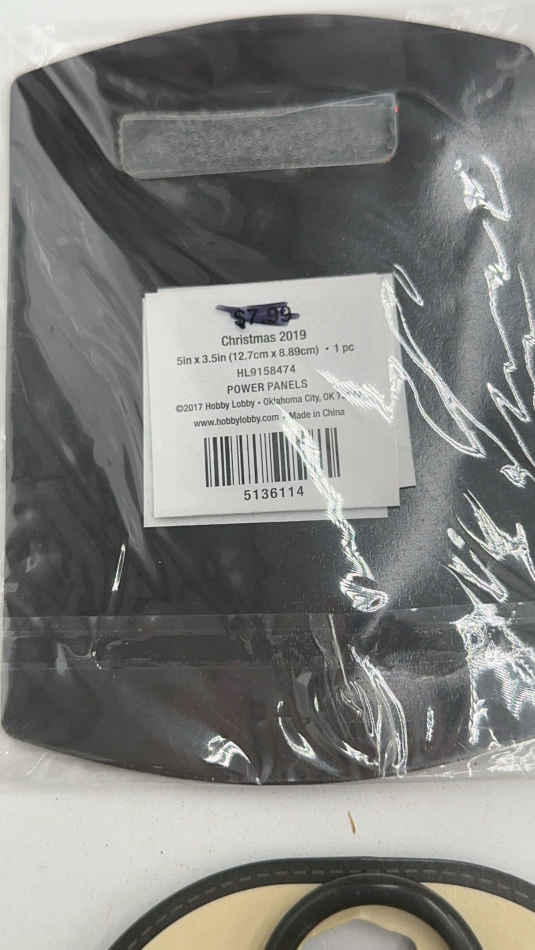 $7.99
Christmas 2019
5in x 3.5in (12.7cm x 8.89cm) • 1 pc
HL9158474
POWER PANELS
©2017 Hobby Lobby • Oklahoma City, OK
www.hobbylobby.com • Made in China
5136114